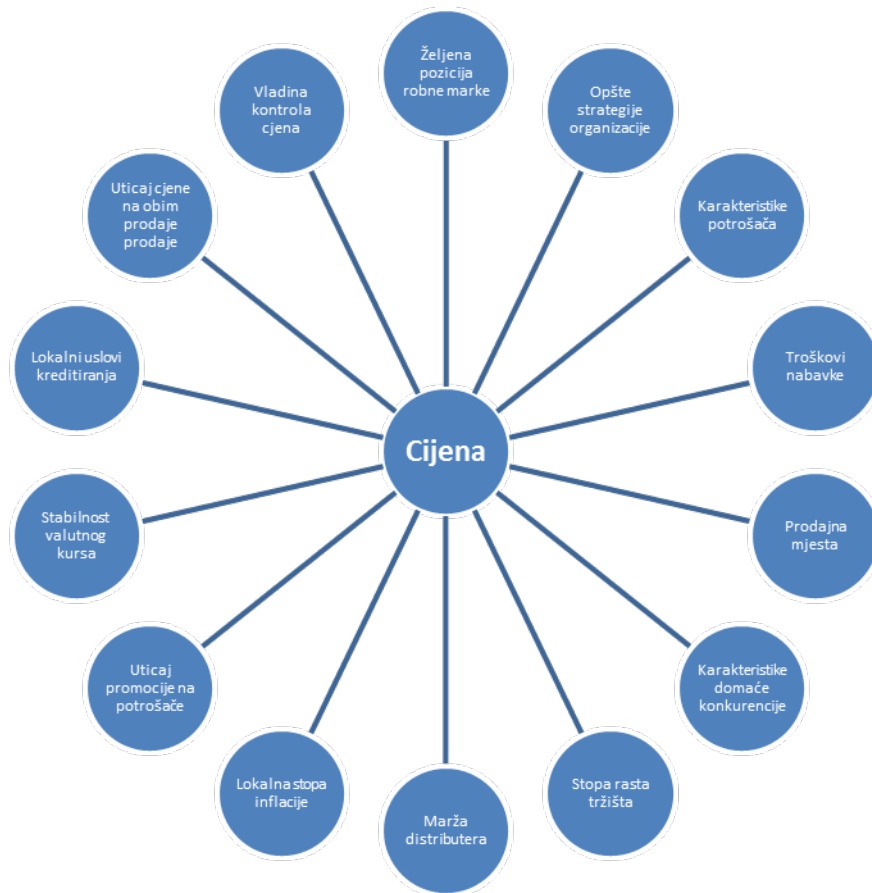 Željena
pozicija
robne marke
Opšte
strategije
organizacije
Karakteristike
potrošača
Troškovi
nabavke
Prodajna
mjesta
Karakteristike
domaće
konkurencije
Stopa rasta
tržišta
Marža
distributera
Lokalna stopa
inflacije
Uticaj
promocije na
potrošače
Stabilnost
valutnog
kursa
Lokalni uslovi
kreditiranja
Uticaj cjene
na obim
prodaje
prodaje
Vladina
kontrola
cjena
Cijena